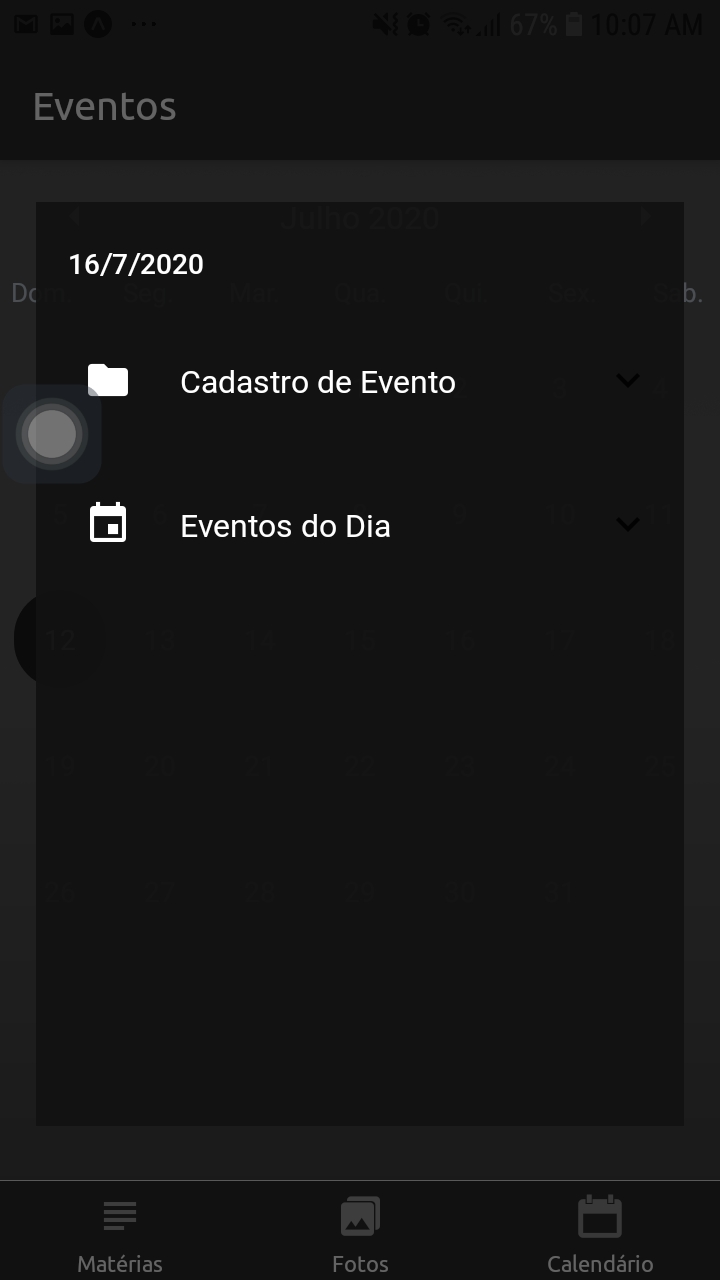 67% 10:07 AM
Eventos
Julho 2020
16/7/2020
Dom. Seg. Mar. Qua. Qui. Sex. Sab.
Cadastro de Evento
Eventos do Dia
12 13 14 15 16 17 18
19 20 21 22 23 24 25
26 27 28 29 30 31
Matérias Fotos Calendário